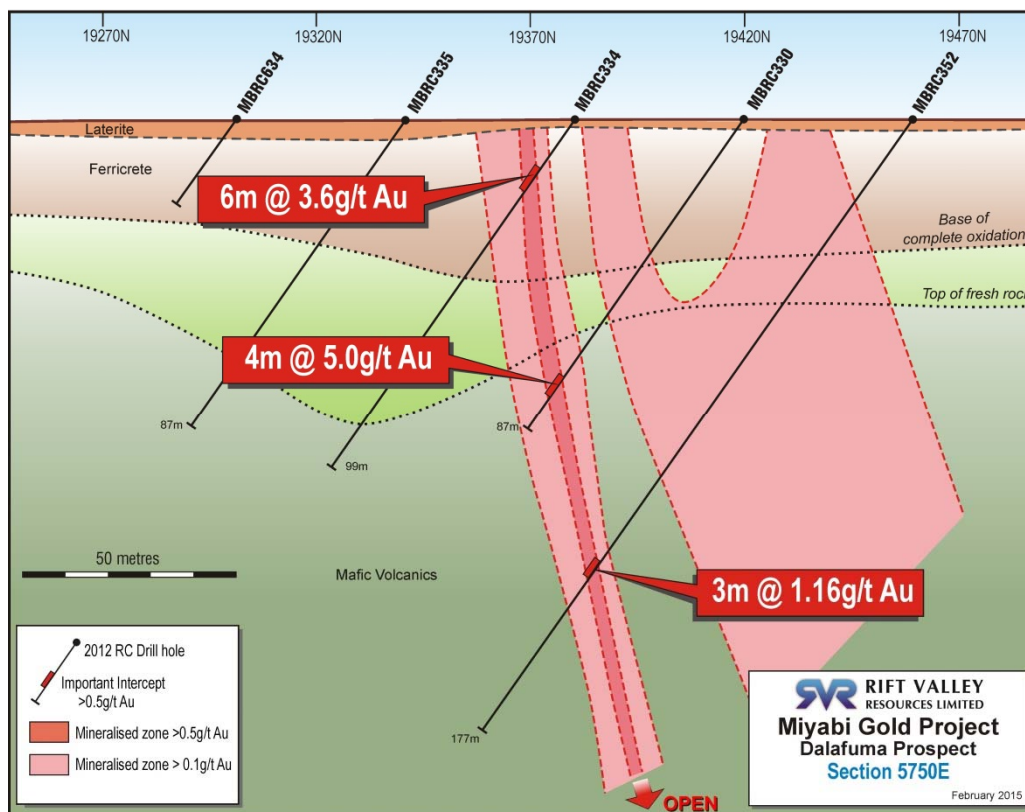 19270N
19320N
19370N
19420N
19470N
MBRC634
MBRC335
MBRC334
MBRC330
MBRC352
Laterite
Ferricrete
6m @ 3.6g/t Au
Base of
complete oxidation
Top of fresh rock
4m @ 5.0g/t Au
87m
99m
87m
50 metres
Mafic Volcanics
3m @ 1.16g/t Au
2012 RC Drill hole
Important Intercept
>0.5g/t Au
Mineralised zone >0.5g/t Au
Mineralised zone > 0.1g/t Au
177m
OPEN
SVR RIFT VALLEY
RESOURCES LIMITED
Miyabi Gold Project
Dalafuma Prospect
Section 5750E
February 2015